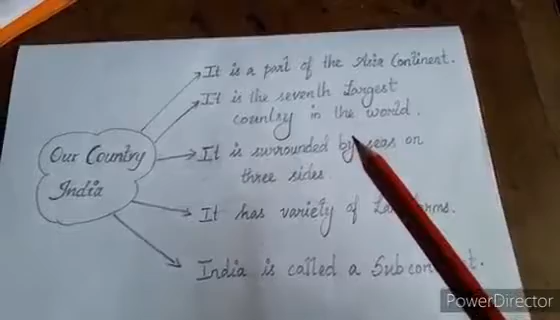 It is a part of the Asia Continent.
It is the seventh Largest
country in the world.
Our Country
India
It is surrounded by seas on
three sides.
It has variety of
India is called a
PowerDirector